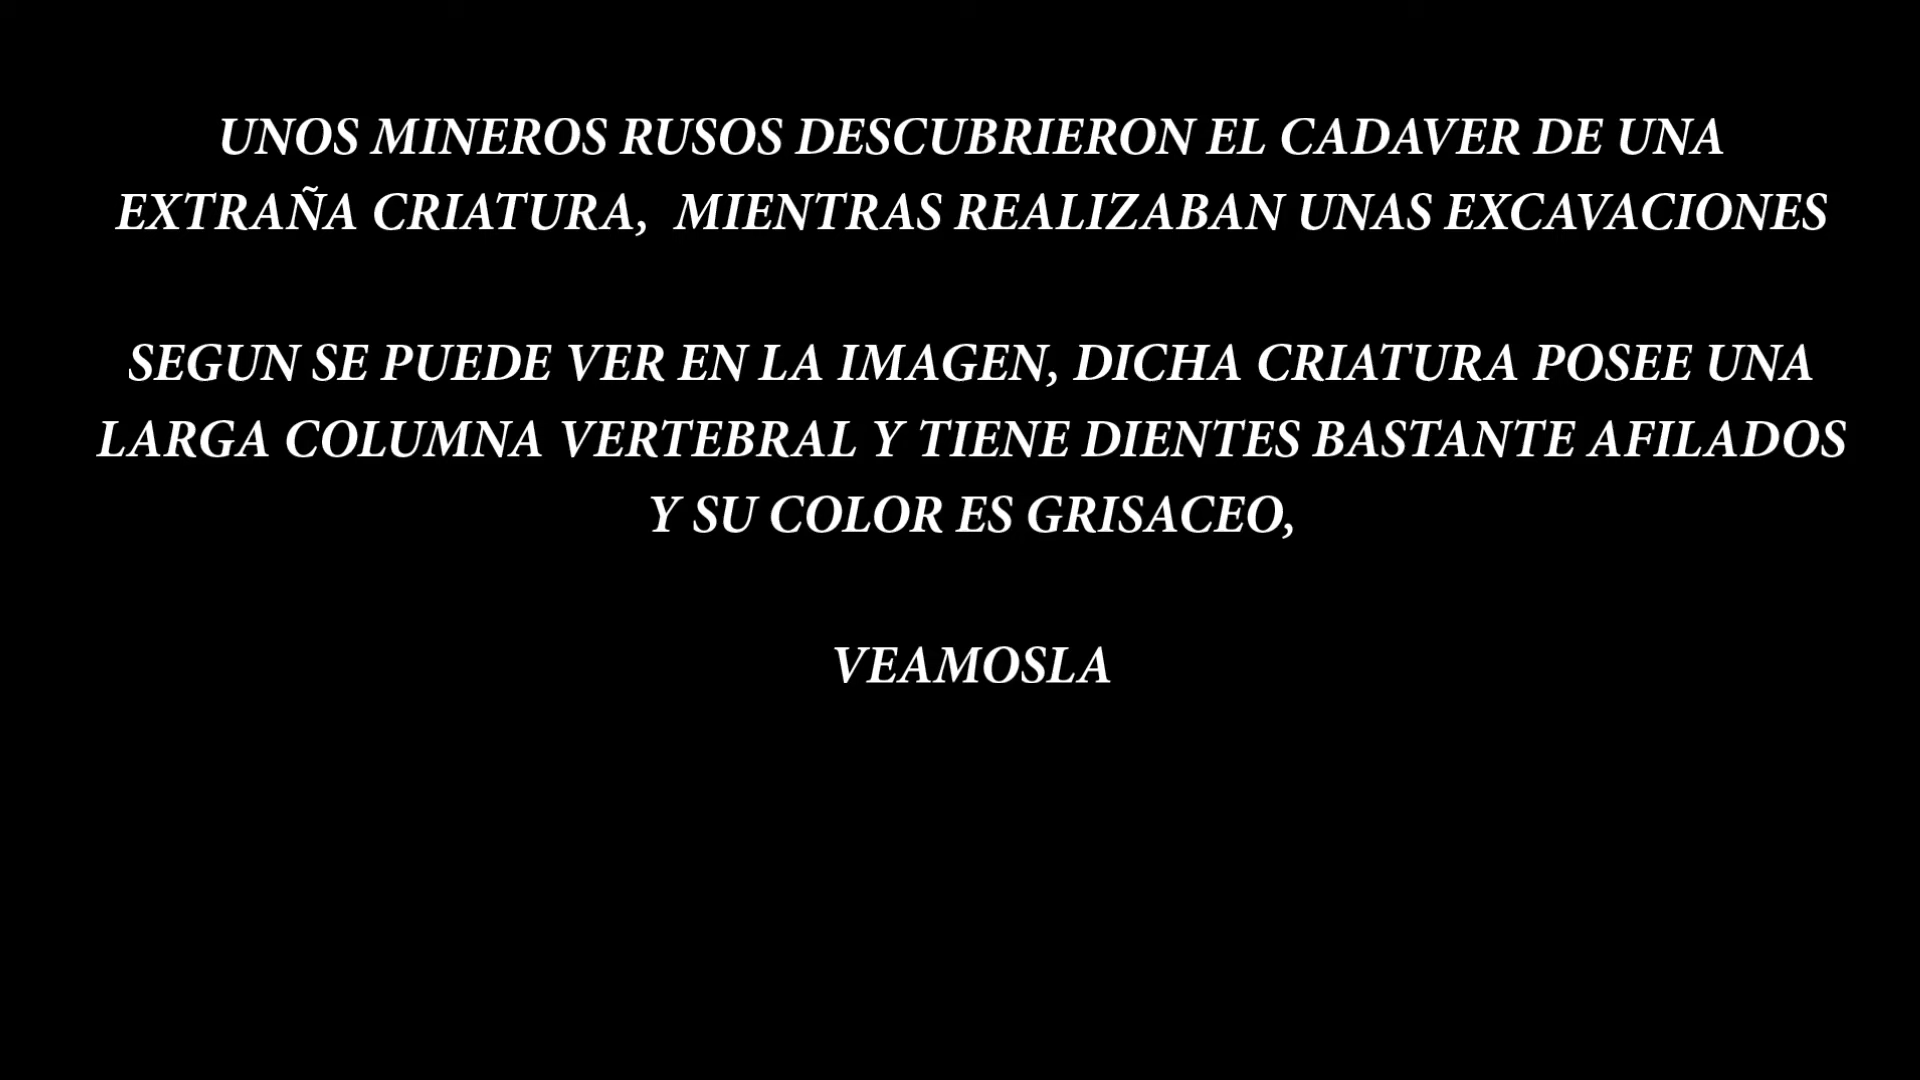 UNOS MINEROS RUSOS DESCUBRIERON EL CADAVER DE UNA
EXTRAÑA CRIATURA,  MIENTRAS REALIZABAN UNAS EXCAVACIONES
SEGUN SE PUEDE VER EN LA IMAGEN, DICHA CRIATURA POSEE UNA
LARGA COLUMNA VERTEBRAL Y TIENE DIENTES BASTANTE AFILADOS
Y SU COLOR ES GRISACEO,
VEAMOSLA